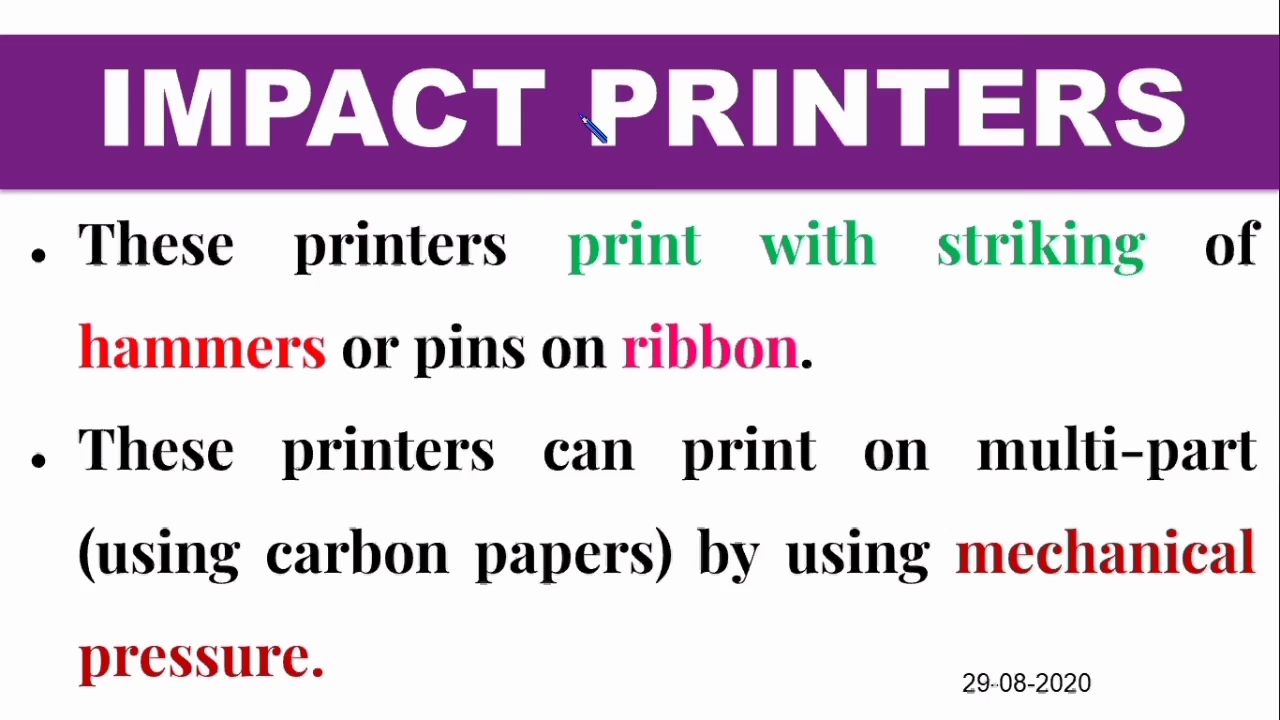 IMPACT PRINTERS
• These printers print with striking of
hammers or pins on ribbon.
• These printers can print on multi-part
(using carbon papers) by using mechanical
pressure.
29-08-2020